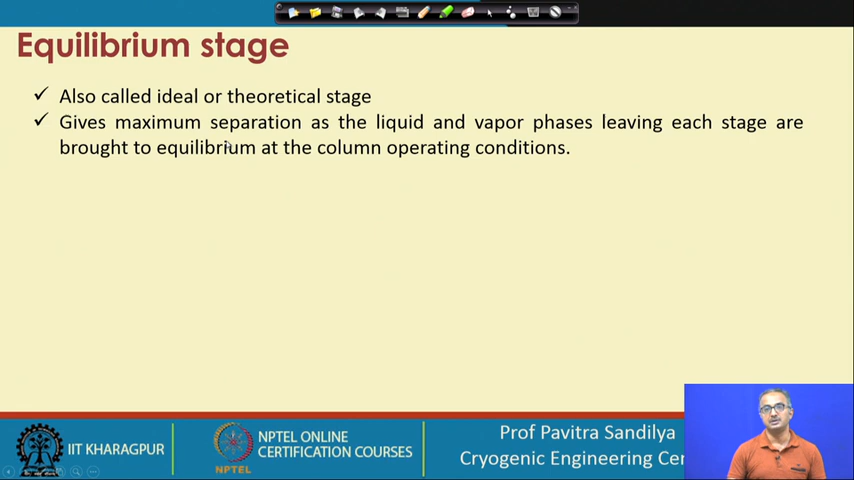 Equilibrium stage
✓ Also called ideal or theoretical stage
✓ Gives maximum separation as the liquid and vapor phases leaving each stage are
brought to equilibrium at the column operating conditions.
IIT KHARAGPUR
NPTEL
NPTEL ONLINE
CERTIFICATION COURSES
Prof Pavitra Sandilya
Cryogenic Engineering Cen